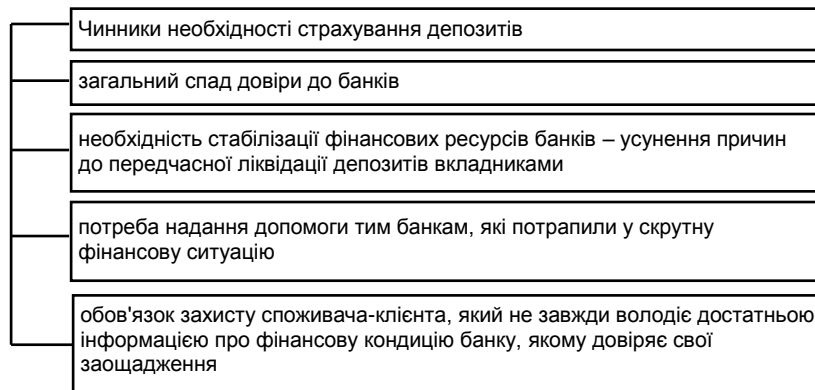 Чинники необхідності страхування депозитів
загальний спад довіри до банків
необхідність стабілізації фінансових ресурсів банків – усунення причин
до передчасної ліквідації депозитів вкладниками
потреба надання допомоги тим банкам, які потрапили у скрутну
фінансову ситуацію
обов'язок захисту споживача-клієнта, який не завжди володіє достатньою
інформацією про фінансову кондицію банку, якому довіряє свої
заощадження